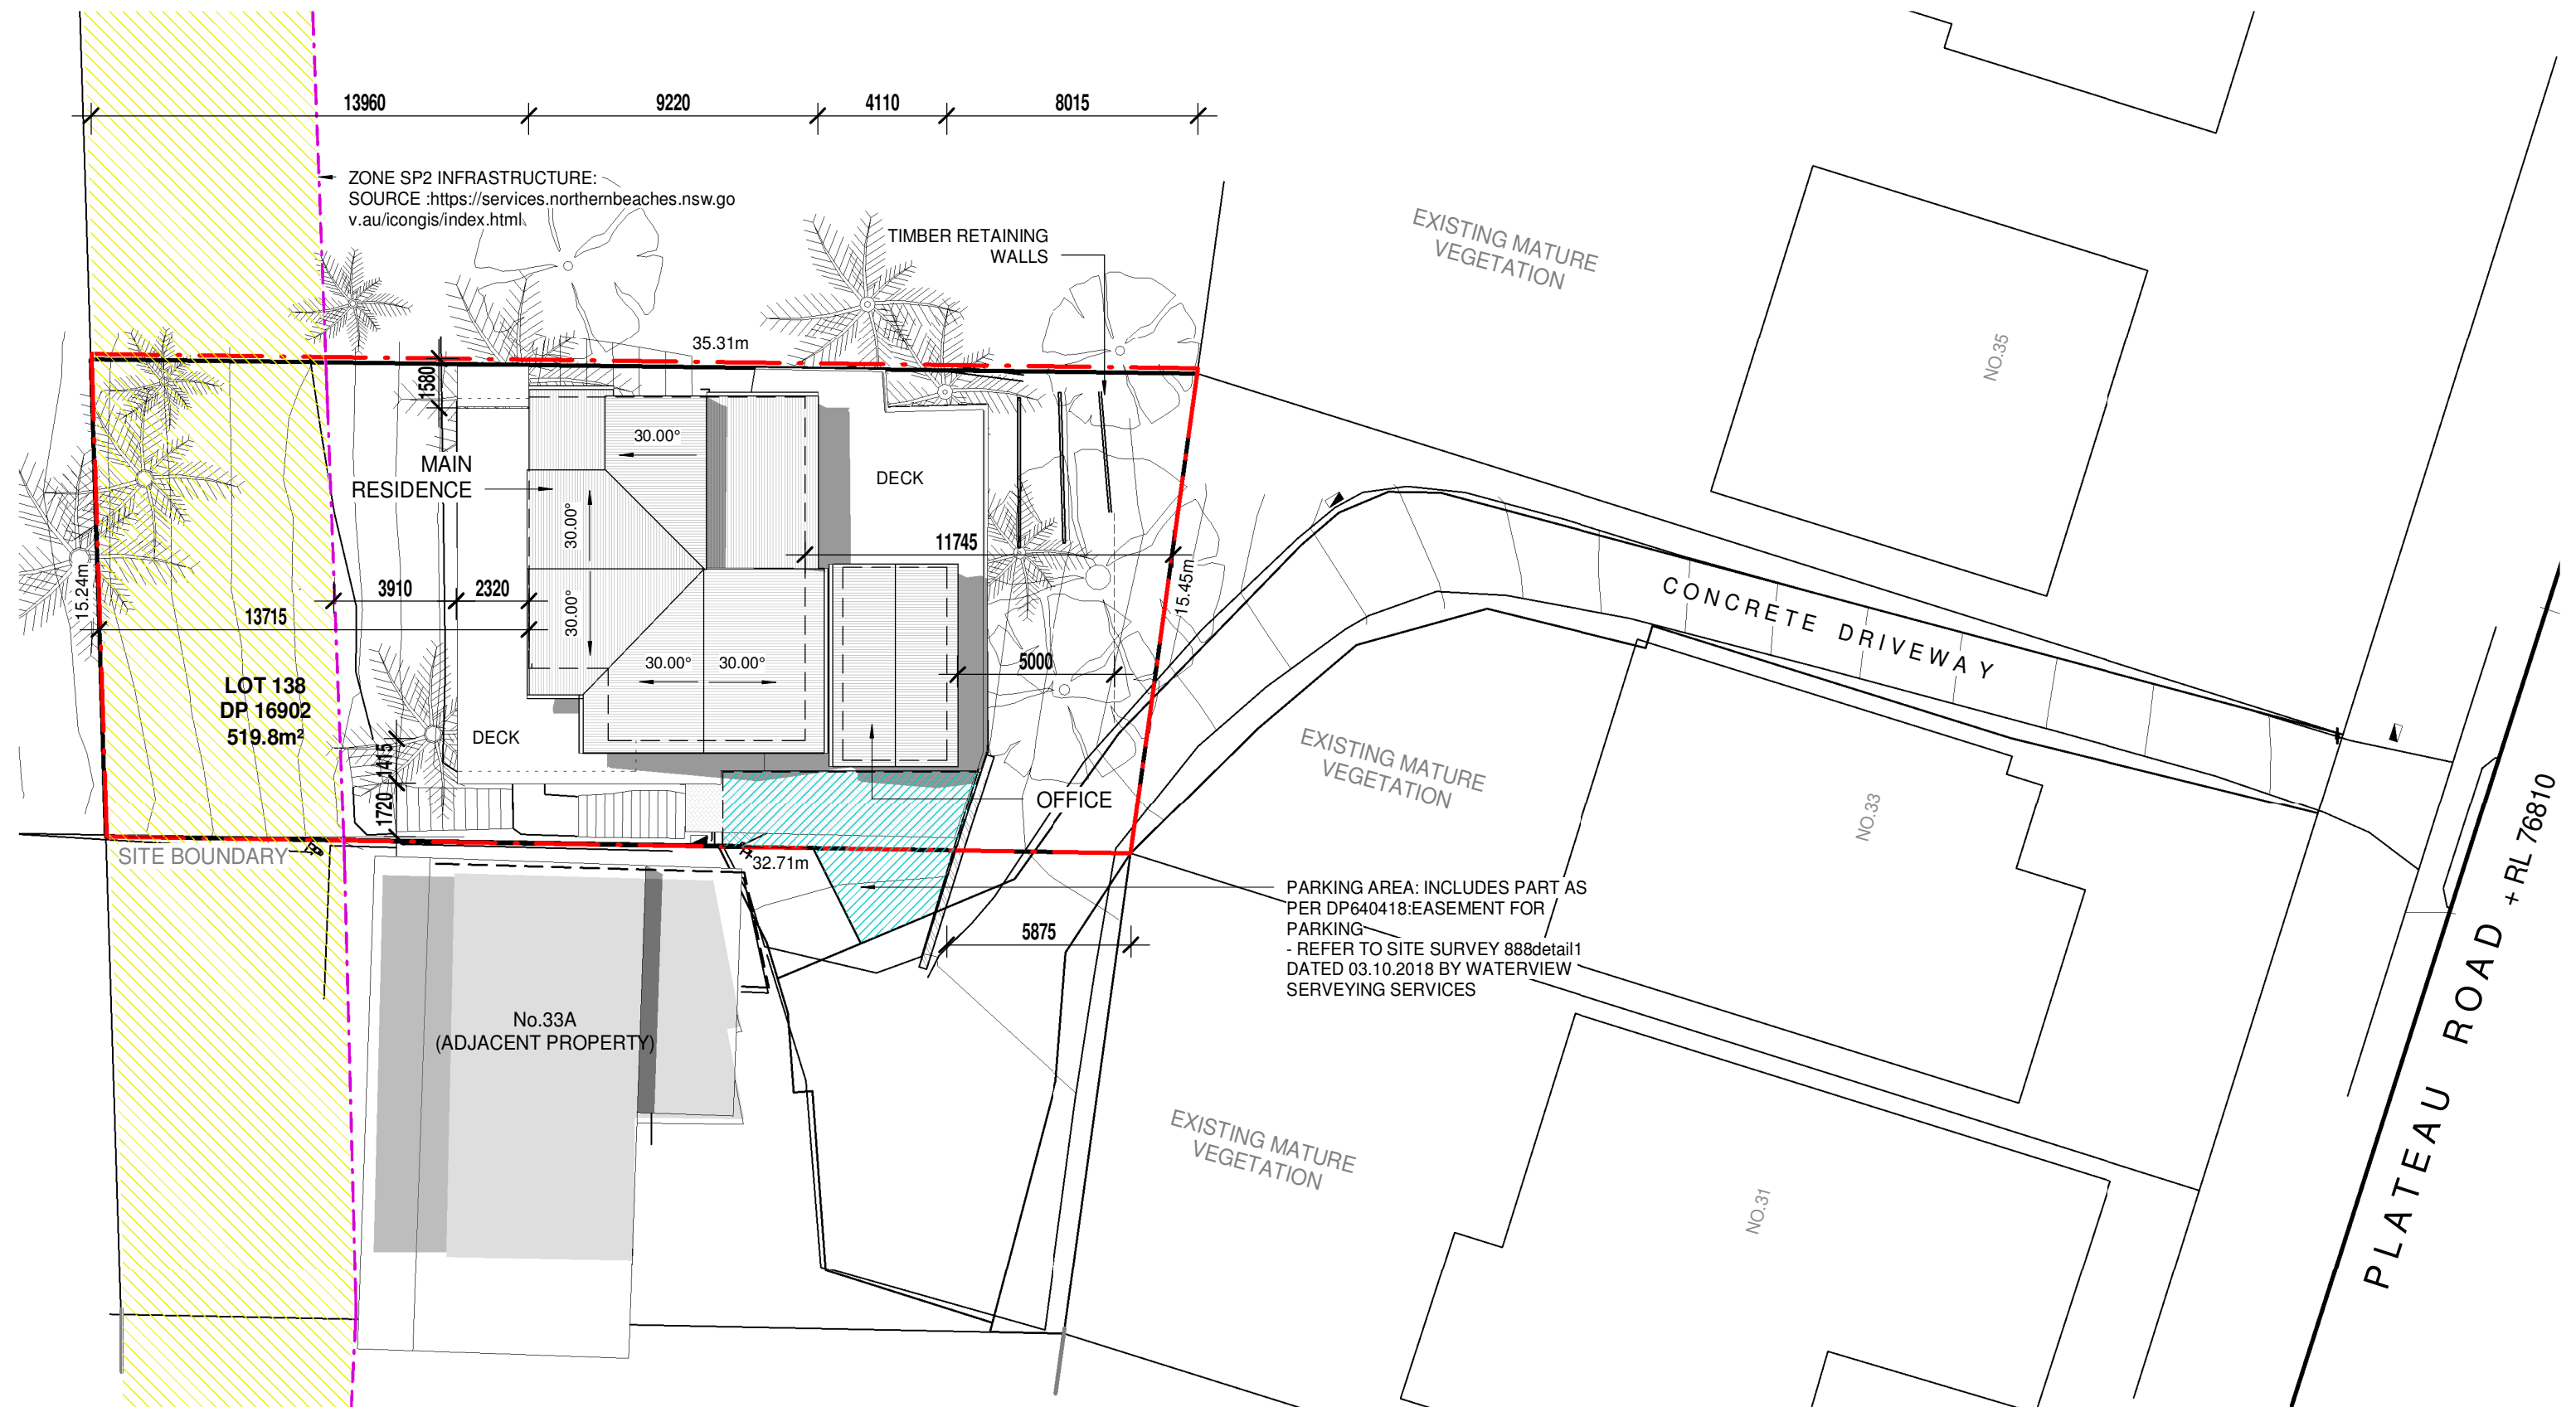 13960
9220
4110
8015
ZONE SP2 INFRASTRUCTURE:
SOURCE :https://services.northernbeaches.nsw.go
v.au/icongis/index.html
TIMBER RETAINING
WALLS
EXISTING MATURE
VEGETATION
NO.35
35.31m
1580
30.00°
MAIN
RESIDENCE
DECK
30.00°
11745
15.24m
3910
2320
13715
30.00°
15.45m
CONCRETE DRIVEWAY
30.00°
30.00°
5000
LOT 138
DP 16902
519.8m²
DECK
1415
1720
OFFICE
EXISTING MATURE
VEGETATION
NO.33
SITE BOUNDARY
32.71m
PARKING AREA: INCLUDES PART AS
PER DP640418:EASEMENT FOR
PARKING
- REFER TO SITE SURVEY 888detail1
DATED 03.10.2018 BY WATERVIEW
SERVEYING SERVICES
5875
No.33A
(ADJACENT PROPERTY)
EXISTING MATURE
VEGETATION
NO.31
PLATEAU ROAD + RL 76810